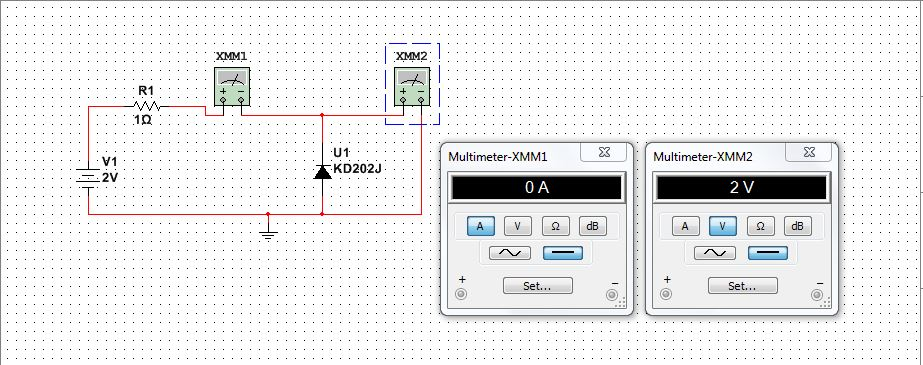 XMM1
XMM2
R1
1Ω
V1
2V
U1
KD202J
Multimeter-XMM1
0 A
A V Ω dB
+ −
Set...
Multimeter-XMM2
2 V
A V Ω dB
+ −
Set...